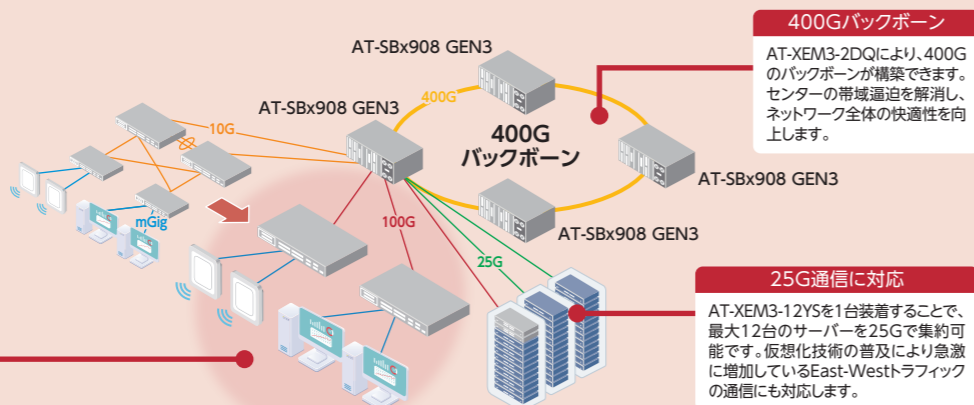 400Gバックボーン
AT-XEM3-2DQにより、400G
のバックボーンが構築できます。
センターの帯域逼迫を解消し、
ネットワーク全体の快適性を向
上します。
AT-SBx908 GEN3
AT-SBx908 GEN3
400G
10G
400G
バックボーン
AT-SBx908 GEN3
AT-SBx908 GEN3
mGig
100G
25G
25G通信に対応
AT-XEM3-12YSを1台装着することで、
最大12台のサーバーを25Gで集約可
能です。仮想化技術の普及により急激
に増加しているEast-Westトラフィック
の通信にも対応します。